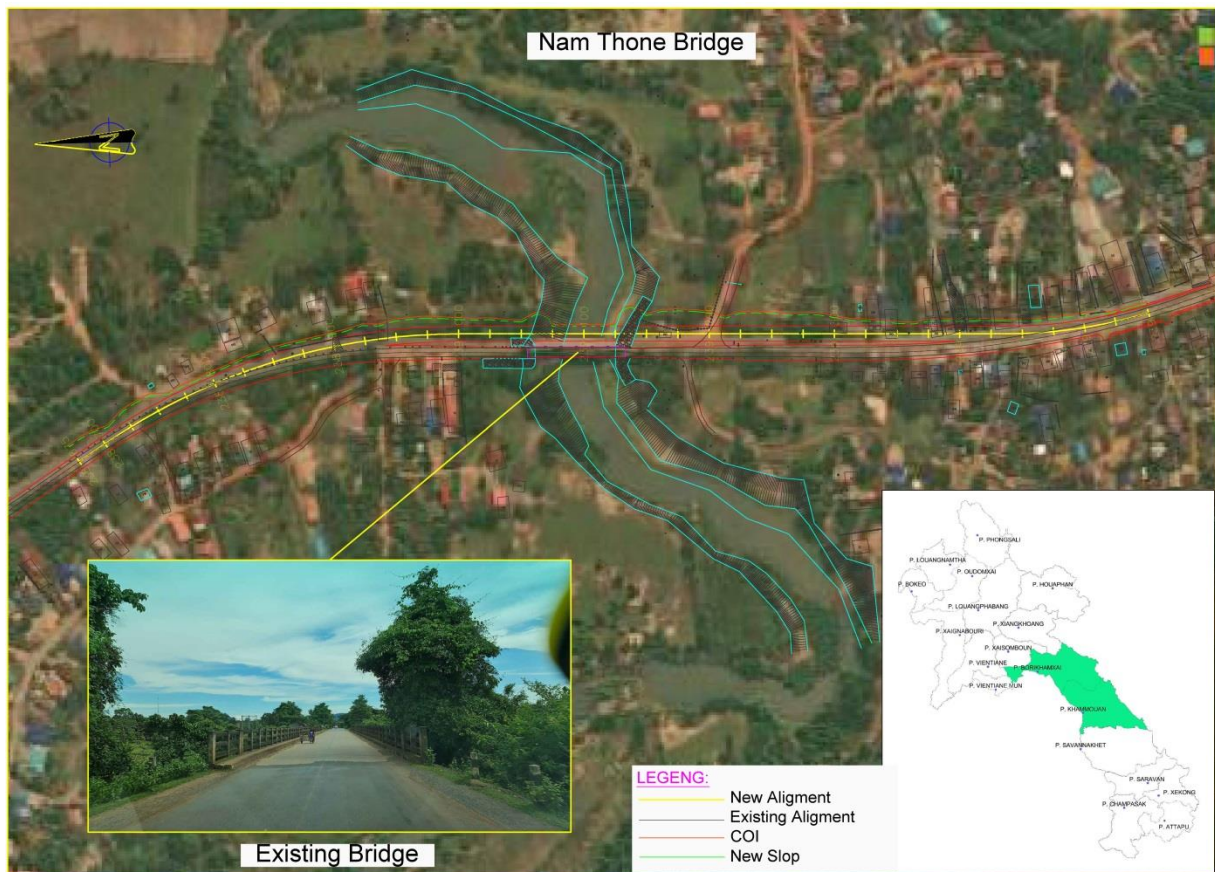 Nam Thone Bridge
N
P. PHONGSALI
P. LOUANGNAMTHA
P. OUDOMXAI
P. BOKEO
P. HOUAPHAN
P. LOUANGPHABANG
P. XIANGKHOANG
P. XAIGNABOURI
P. XAISOMBOUN
P. VIENTIANE
P. BORIKHAMXAI
P. VIENTIANE MUN
P. KHAMMOUAN
P. SAVANNAKHET
P. SARAVAN
P. XEKONG
P. CHAMPASAK
P. ATTAPU
LEGENG:
New Aligment
Existing Aligment
COI
New Slop
Existing Bridge